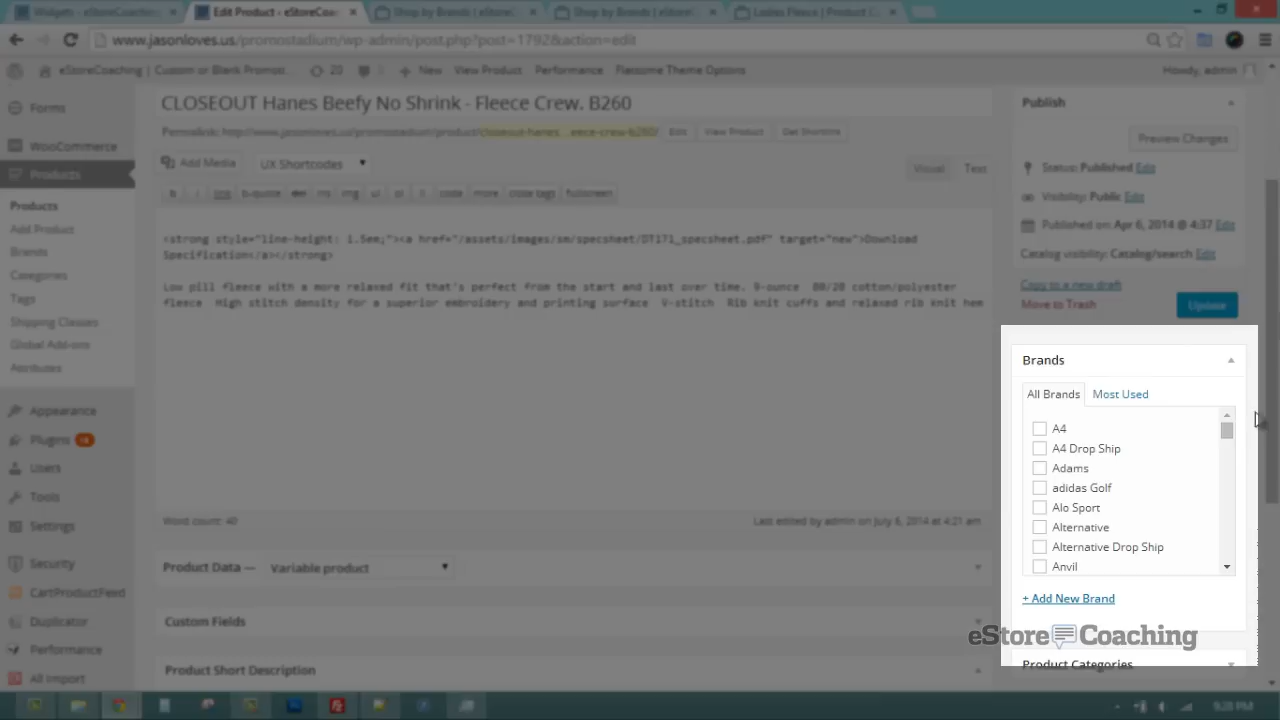 Widgets - eStoreCoaching
Edit Product - eStoreCoac
Shop by Brands | eStoreC
Shop by Brands | eStoreC
Ladies Fleece | Product C
www.jasonloves.us/promostadium/wp-admin/post.php?post=1792&action=edit
eStoreCoaching | Custom or Blank Promo...
20
New
View Product
Performance
Flatsome Theme Options
Howdy, admin
Forms
WooCommerce
Products
Products
Add Product
Brands
Categories
Tags
Shipping Classes
Global Add-ons
Attributes
Appearance
Plugins
Users
Tools
Settings
Security
CartProductFeed
Duplicator
Performance
All Import
CLOSEOUT Hanes Beefy No Shrink - Fleece Crew. B260
Permalink: http://www.jasonloves.us/promostadium/product/closeout-hanes...eece-crew-b260/ Edit View Product Get Shortlink
Add Media
UX Shortcodes
Visual
Text
b i link b-quote del ins img ul ol li code more close tags fullscreen
<strong style="line-height: 1.5em;"><a href="/assets/images/sm/specsheet/DT171_specsheet.pdf" target="new">Download
Specification</a></strong>
Low pill fleece with a more relaxed fit that's perfect from the start and last over time. 9-ounce 80/20 cotton/polyester
fleece High stitch density for a superior embroidery and printing surface V-stitch Rib knit cuffs and relaxed rib knit hem
Word count: 40
Last edited by admin on July 6, 2014 at 4:21 am
Product Data — Variable product
Custom Fields
Product Short Description
Publish
Preview Changes
Status: Published Edit
Visibility: Public Edit
Published on: Apr 6, 2014 @ 4:37 Edit
Catalog visibility: Catalog/search Edit
Copy to a new draft
Move to Trash
Update
Brands
All Brands
Most Used
A4
A4 Drop Ship
Adams
adidas Golf
Alo Sport
Alternative
Alternative Drop Ship
Anvil
+ Add New Brand
eStore Coaching
Product Categories
9:28 PM